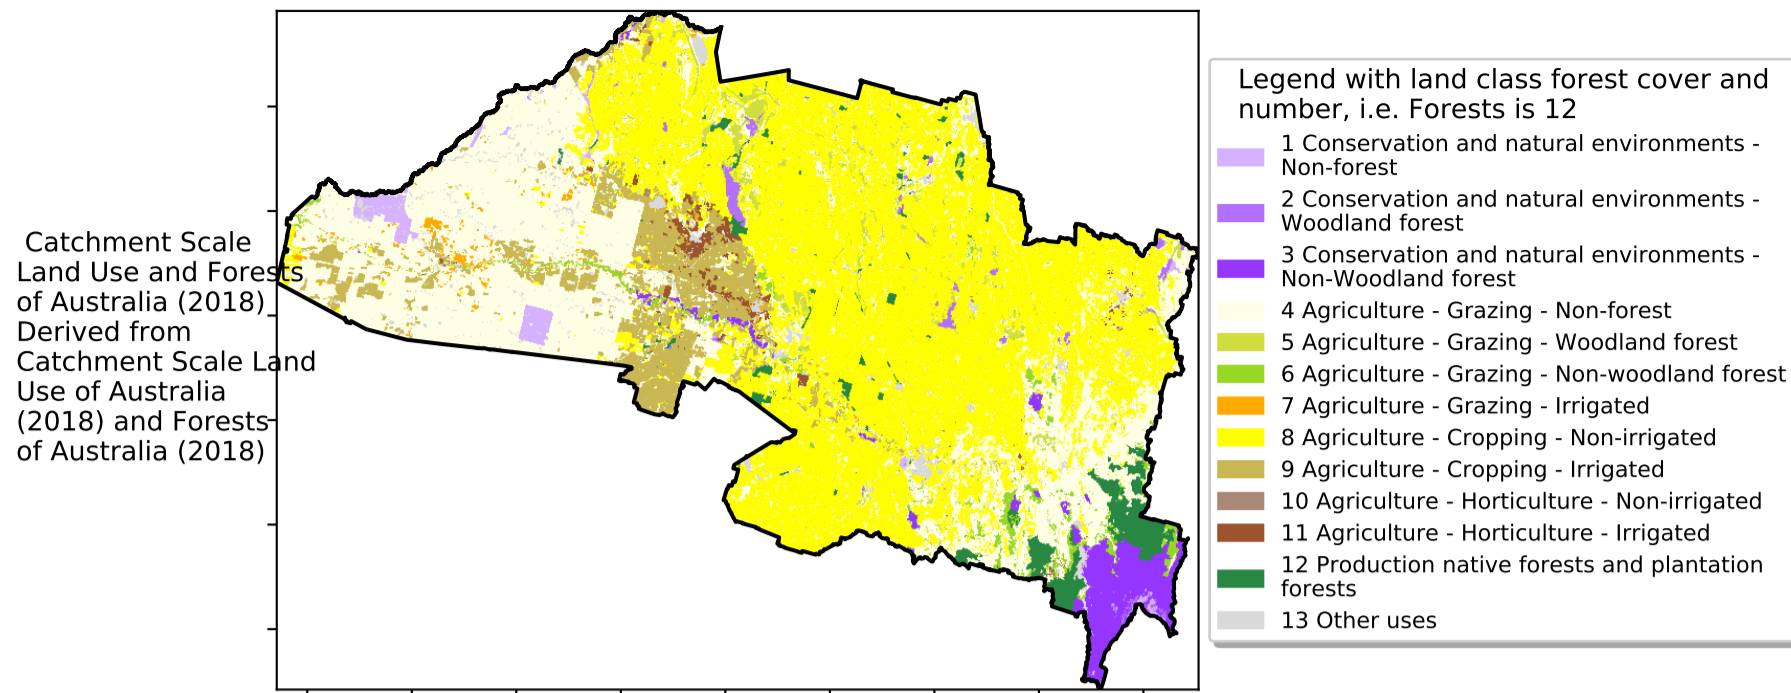 Catchment Scale
Land Use and Forests
of Australia (2018)
Derived from
Catchment Scale Land
Use of Australia
(2018) and Forests
of Australia (2018)
Legend with land class forest cover and
number, i.e. Forests is 12
1 Conservation and natural environments -
Non-forest
2 Conservation and natural environments -
Woodland forest
3 Conservation and natural environments -
Non-Woodland forest
4 Agriculture - Grazing - Non-forest
5 Agriculture - Grazing - Woodland forest
6 Agriculture - Grazing - Non-woodland forest
7 Agriculture - Grazing - Irrigated
8 Agriculture - Cropping - Non-irrigated
9 Agriculture - Cropping - Irrigated
10 Agriculture - Horticulture - Non-irrigated
11 Agriculture - Horticulture - Irrigated
12 Production native forests and plantation
forests
13 Other uses